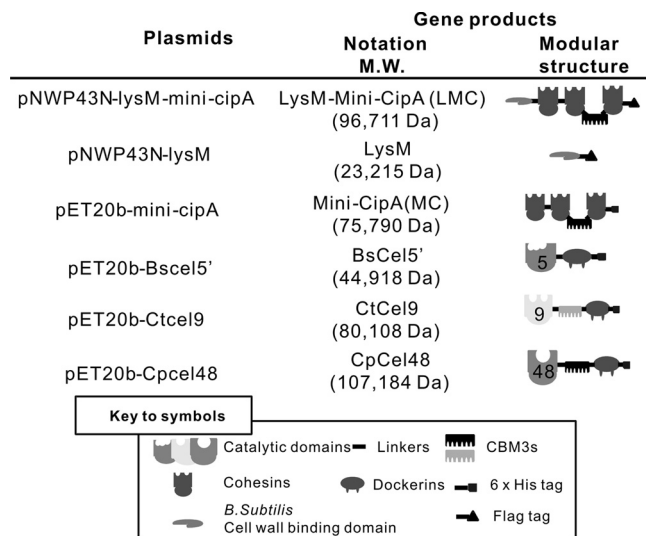 Gene products
Plasmids
Notation
M.W.
Modular
structure
pNWP43N-lysM-mini-cipA
LysM-Mini-CipA (LMC)
(96,711 Da)
pNWP43N-lysM
LysM
(23,215 Da)
pET20b-mini-cipA
Mini-CipA(MC)
(75,790 Da)
pET20b-Bscel5'
BsCel5'
(44,918 Da)
5
pET20b-Ctcel9
CtCel9
(80,108 Da)
9
pET20b-Cpcel48
CpCel48
(107,184 Da)
48
Key to symbols
Catalytic domains
Linkers
CBM3s
Cohesins
Dockerins
6 x His tag
B.Subtilis
Cell wall binding domain
Flag tag